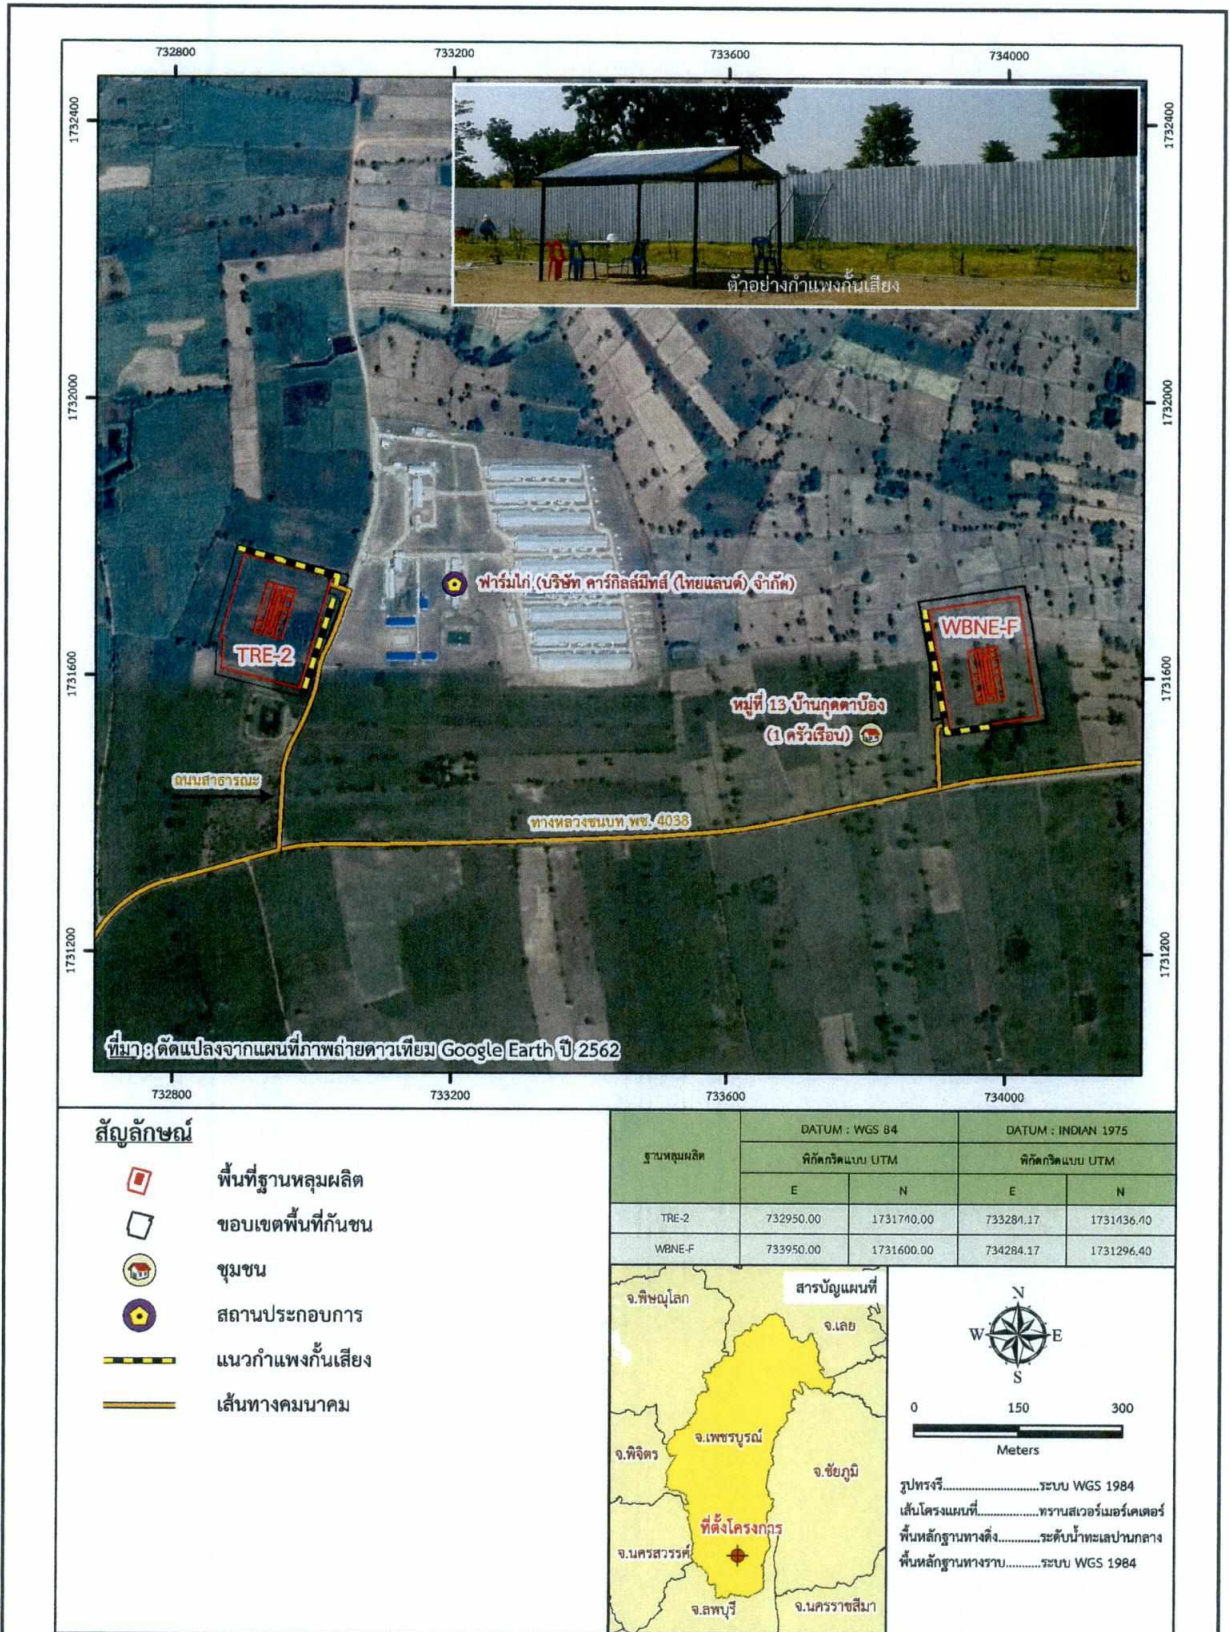 732800 733200 733600 734000
1732400 1732400
ตัวอย่างกำแพงกั้นเสียง
1732000 1732000
ฟาร์มไก่ (บริษัท คาร์กิลล์มีทส์ (ไทยแลนด์) จำกัด)
TRE-2
WBNE-F
1731600 1731600
หมู่ที่ 13 บ้านกุดตาบ้อง
(1 ครัวเรือน)
ถนนสาธารณะ
ทางหลวงชนบท พช. 4038
1731200 1731200
ที่มา : ดัดแปลงจากแผนที่ภาพถ่ายดาวเทียม Google Earth ปี 2562
732800 733200 733600 734000
สัญลักษณ์
พื้นที่ฐานหลุมผลิต
ขอบเขตพื้นที่กันชน
ชุมชน
สถานประกอบการ
แนวกำแพงกั้นเสียง
เส้นทางคมนาคม
ฐานหลุมผลิต DATUM : WGS 84 DATUM : INDIAN 1975
พิกัดกริดแบบ UTM พิกัดกริดแบบ UTM
E N E N
TRE-2 732950.00 1731740.00 733284.17 1731436.40
WBNE-F 733950.00 1731600.00 734284.17 1731296.40
สารบัญแผนที่
จ.พิษณุโลก
จ.เลย
จ.เพชรบูรณ์
จ.พิจิตร
จ.ชัยภูมิ
ที่ตั้งโครงการ
จ.นครสวรรค์
จ.ลพบุรี
จ.นครราชสีมา
N
W E
S
0 150 300
Meters
รูปทรงรี..............................ระบบ WGS 1984
เส้นโครงแผนที่....................ทรานสเวอร์เมอร์เคเตอร์
พื้นหลักฐานทางดิ่ง.............ระดับน้ำทะเลปานกลาง
พื้นหลักฐานทางราบ...........ระบบ WGS 1984